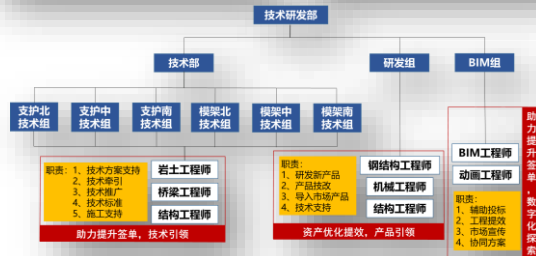 技术研发部
技术部
研发组
BIM组
支护北
技术组
支护中
技术组
支护南
技术组
模架北
技术组
模架中
技术组
模架南
技术组
职责：1、技术方案支持
2、技术牵引
3、技术推广
4、技术标准
5、施工支持
岩土工程师
桥梁工程师
结构工程师
助力提升签单，技术引领
职责：
1、研发新产品
2、产品技改
3、导入市场产品
4、技术支持
钢结构工程师
机械工程师
结构工程师
资产优化提效，产品引领
BIM工程师
动画工程师
职责：
1、辅助投标
2、工程提效
3、市场宣传
4、协同方案
助力提升签单，数字化探索